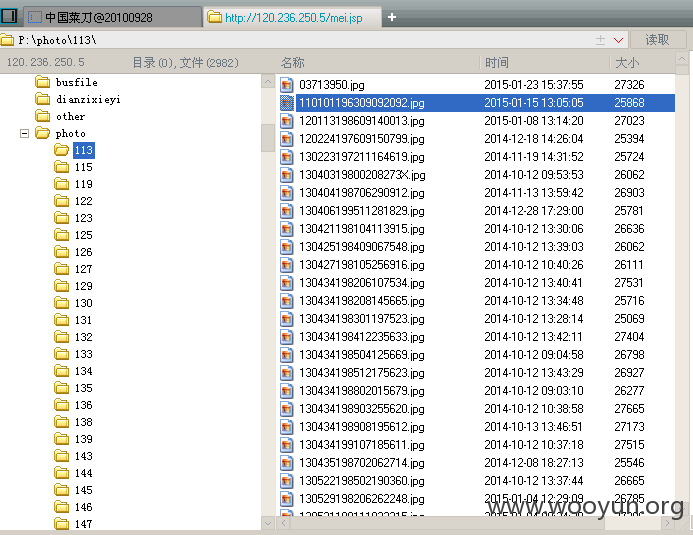 中国菜刀@20100928
http://120.236.250.5/mei.jsp
P:\photo\113\
读取
120.236.250.5 目录(0),文件(2982)
名称 时间 大小
busfile
dianzixieyi
other
photo
113
115
119
122
123
125
126
127
129
130
131
132
133
134
135
136
138
139
143
144
145
146
147
03713950.jpg 2015-01-23 15:37:55 27326
110101196309092092.jpg 2015-01-15 13:05:05 25868
120113198609140013.jpg 2015-01-08 13:14:20 27023
120224197609150799.jpg 2014-12-18 14:26:04 25394
130223197211164619.jpg 2014-11-19 14:31:52 25724
13040319800208273X.jpg 2014-10-12 09:53:53 26062
130404198706290912.jpg 2014-11-13 13:59:42 26903
130406199511281829.jpg 2014-12-28 17:29:00 25781
130421198104113915.jpg 2014-10-12 13:30:06 26636
130425198409067548.jpg 2014-10-12 13:39:03 26062
130427198105256916.jpg 2014-10-12 10:40:26 26111
130434198206107534.jpg 2014-10-12 13:40:41 27531
130434198208145665.jpg 2014-10-12 13:34:48 25716
130434198301197523.jpg 2014-10-12 13:28:14 25069
130434198412235633.jpg 2014-10-12 13:42:11 27404
130434198504125669.jpg 2014-10-12 09:04:58 26798
130434198512175623.jpg 2014-10-12 13:43:29 26927
130434198802015679.jpg 2014-10-12 09:03:10 26277
130434198903255620.jpg 2014-10-12 10:38:58 27665
130434198908195612.jpg 2014-10-13 13:46:51 27173
130434199107185611.jpg 2014-10-12 10:37:18 27515
130435198702062714.jpg 2014-12-08 18:27:13 25546
130522198502190360.jpg 2014-10-12 13:37:44 26665
130529198206262248.jpg 2015-01-04 12:29:09 26785
www.wooyun.org